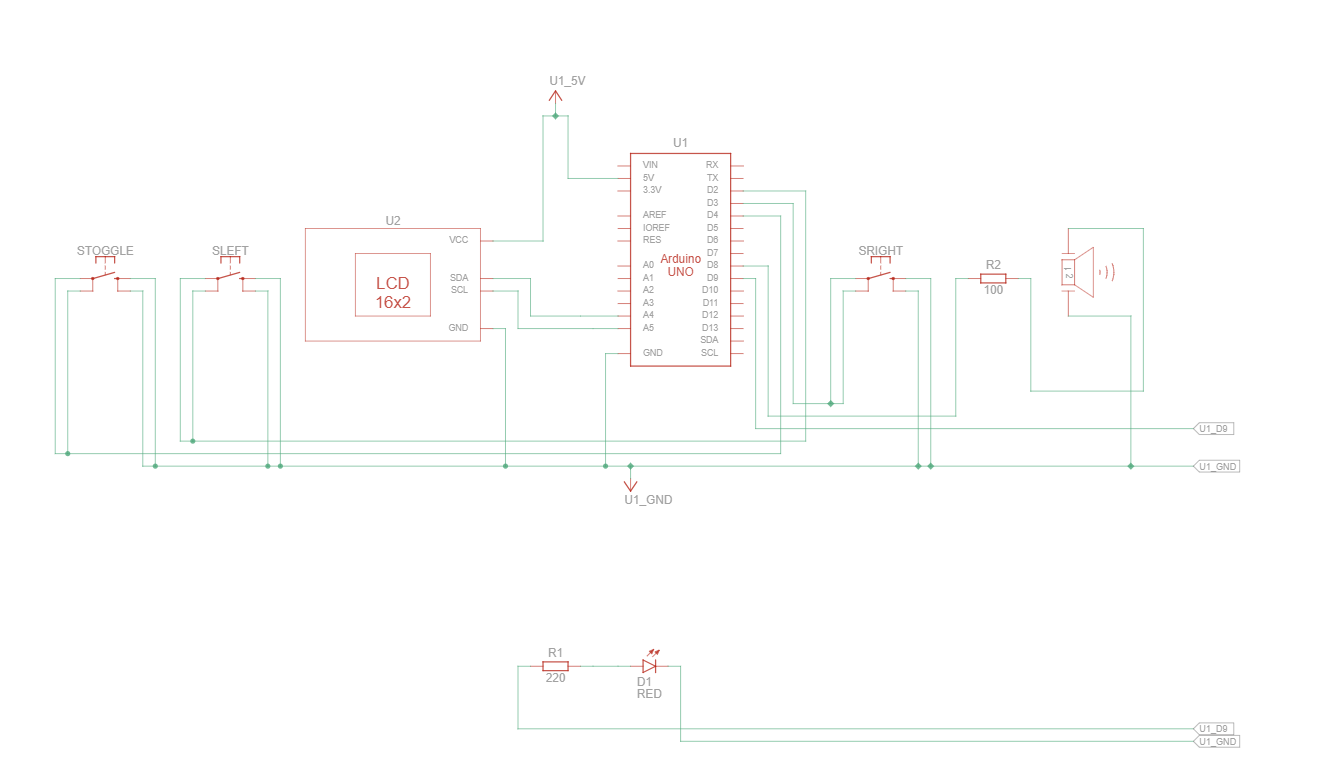 U1_5V
U1
VIN
5V
3.3V
AREF
IOREF
RES
A0
A1
A2
A3
A4
A5
GND
Arduino
UNO
RX
TX
D2
D3
D4
D5
D6
D7
D8
D9
D10
D11
D12
D13
SDA
SCL
U2
VCC
SDA
SCL
GND
LCD
16x2
STOGGLE
SLEFT
SRIGHT
R2
100
1 2
U1_D9
U1_GND
U1_GND
R1
220
D1
RED
U1_D9
U1_GND